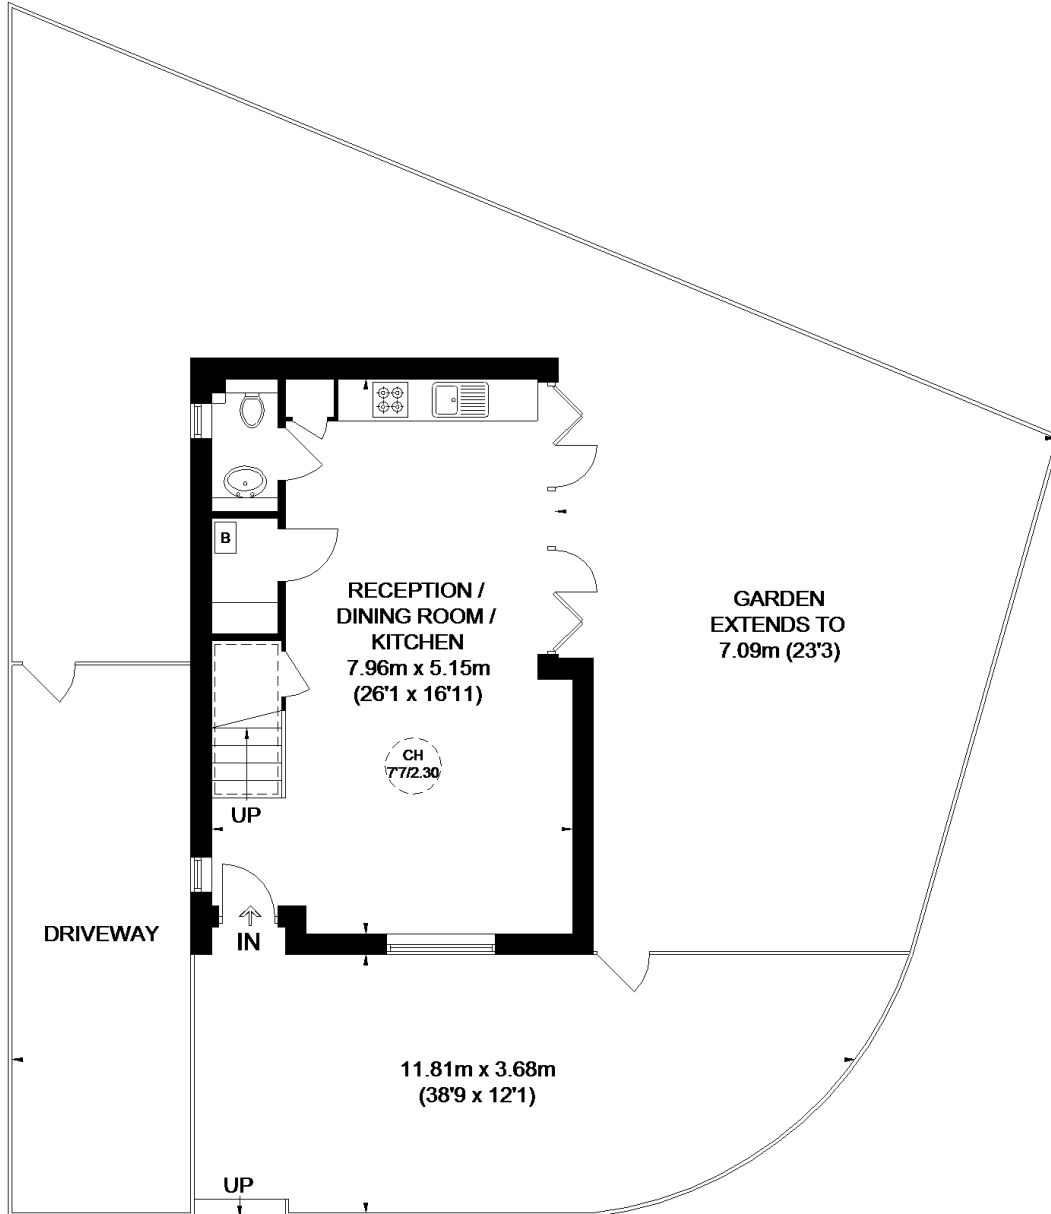 B
RECEPTION /
DINING ROOM /
KITCHEN
7.96m x 5.15m
(26'1 x 16'11)
GARDEN
EXTENDS TO
7.09m (23'3)
CH
7'7/2.30
UP
DRIVEWAY
IN
11.81m x 3.68m
(38'9 x 12'1)
UP